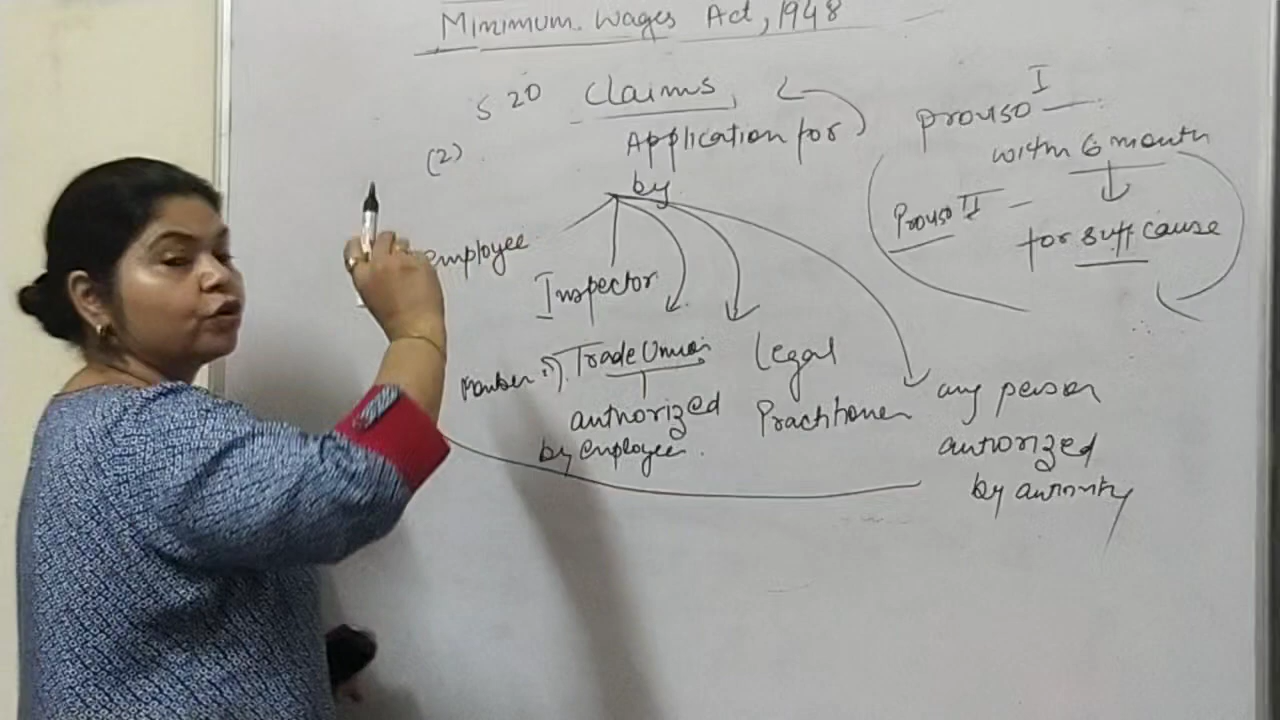 Minimum Wages Act, 1948
S 20 Claims,
(2)
Application for
by
employee
Inspector
Trade Union
authorized
by employee.
Legal
Practitioner
any person
authorized
by authority
Proviso I
within 6 month
Proviso II
for suff cause